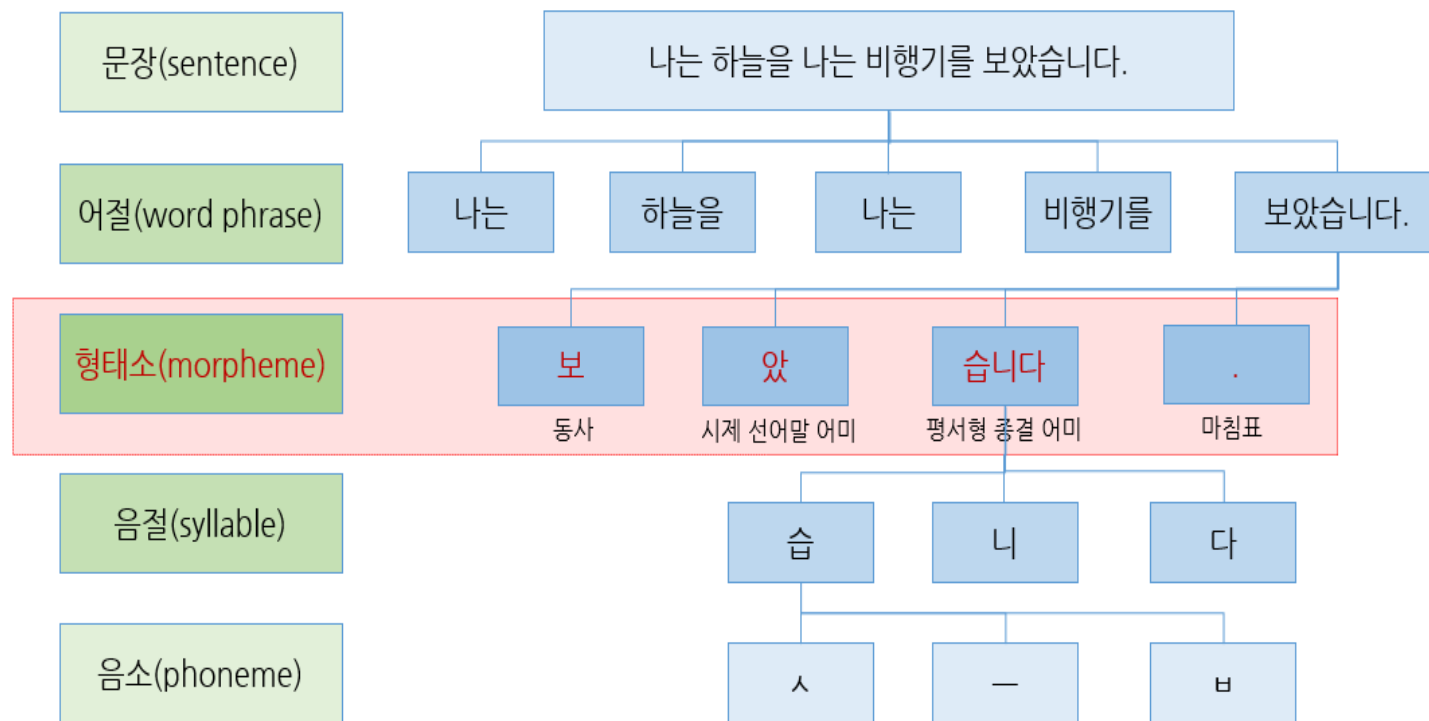 문장(sentence)
나는 하늘을 나는 비행기를 보았습니다.
어절(word phrase)
나는
하늘을
나는
비행기를
보았습니다.
형태소(morpheme)
보
았
습니다
.
동사
시제 선어말 어미
평서형 종결 어미
마침표
음절(syllable)
습
니
다
음소(phoneme)
ㅅ
ㅡ
ㅂ